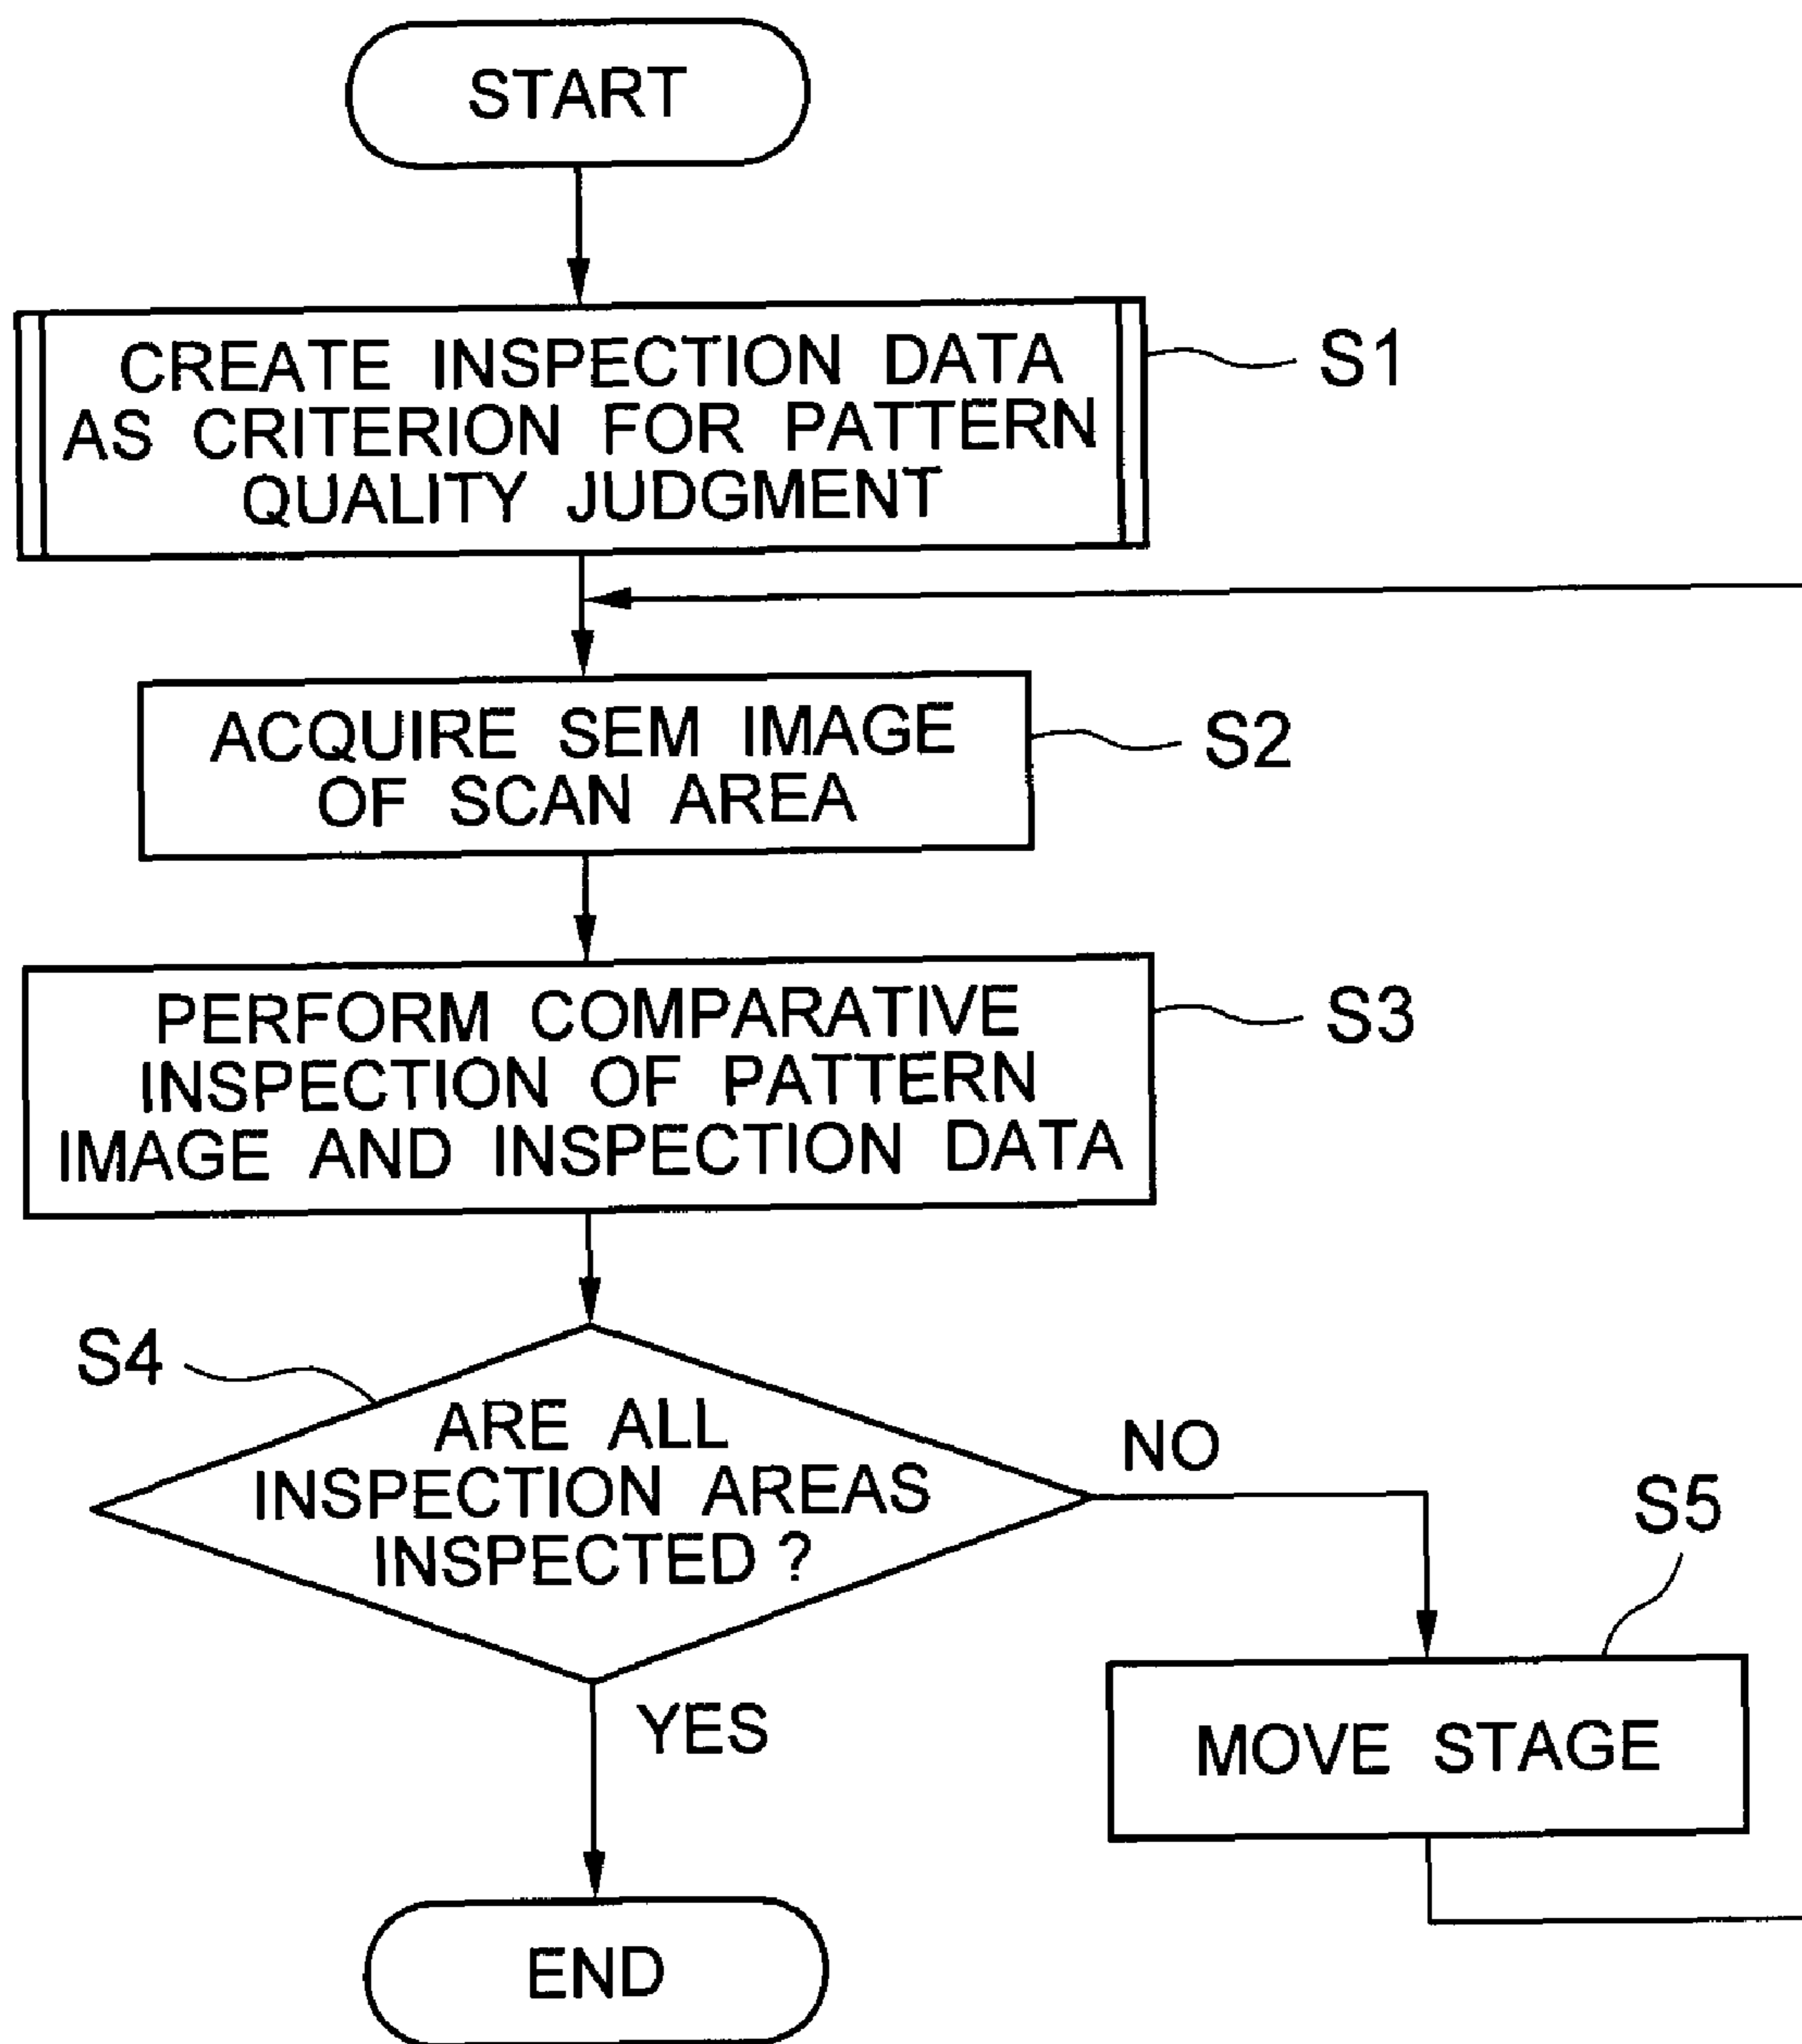 START
CREATE INSPECTION DATA
AS CRITERION FOR PATTERN
QUALITY JUDGMENT
S1
ACQUIRE SEM IMAGE
OF SCAN AREA
S2
PERFORM COMPARATIVE
INSPECTION OF PATTERN
IMAGE AND INSPECTION DATA
S3
S4
ARE ALL
INSPECTION AREAS
INSPECTED ?
NO
S5
YES
MOVE STAGE
END